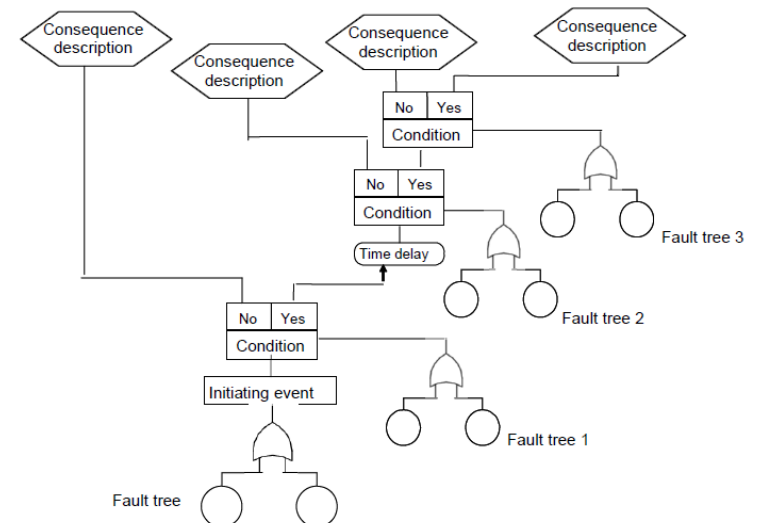 Consequence
description
Consequence
description
Consequence
description
Consequence
description
No Yes
Condition
No Yes
Condition
Fault tree 3
Time delay
No Yes
Fault tree 2
Condition
Initiating event
Fault tree 1
Fault tree